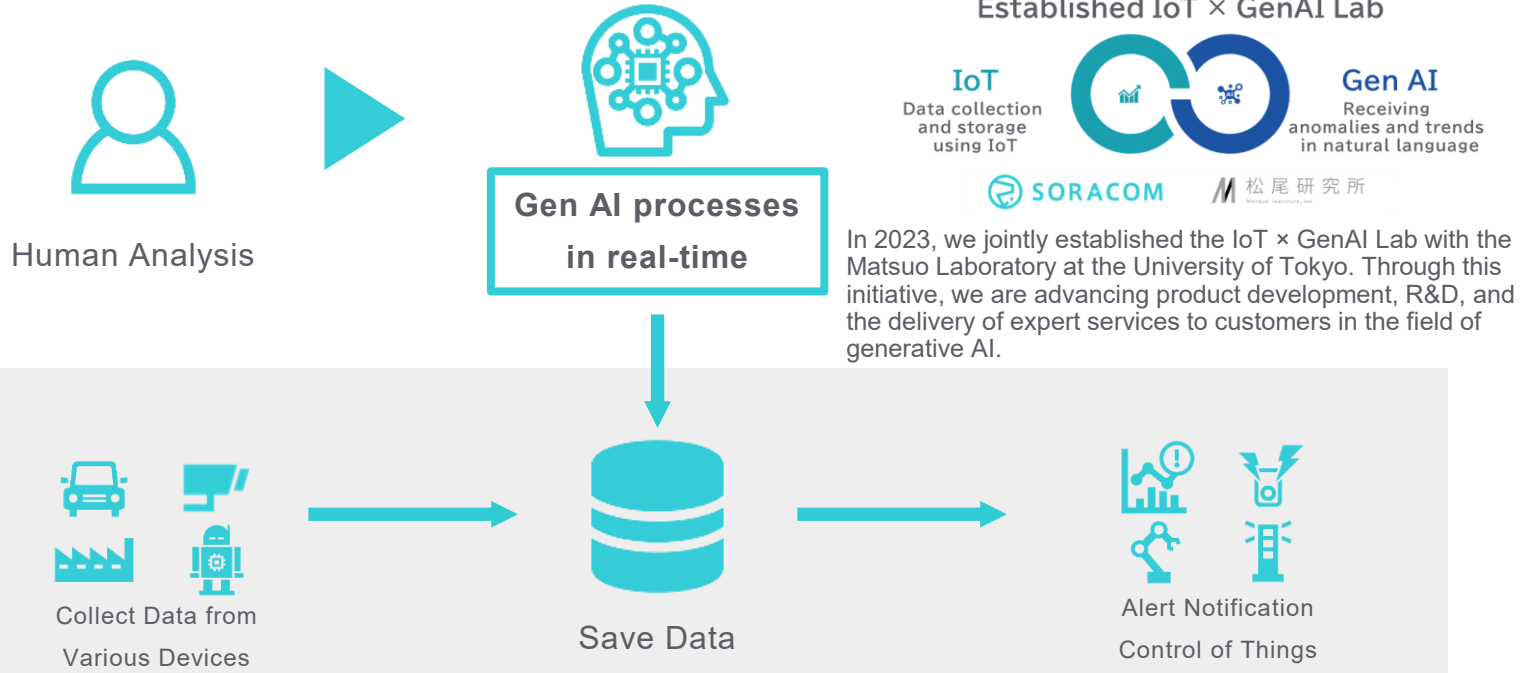 Established IoT × GenAI Lab
IoT
Data collection
and storage
using IoT
Gen AI
Receiving
anomalies and trends
in natural language
SORACOM
松尾研究所
Matsuo Institute, Inc.
In 2023, we jointly established the IoT × GenAI Lab with the
Matsuo Laboratory at the University of Tokyo. Through this
initiative, we are advancing product development, R&D, and
the delivery of expert services to customers in the field of
generative AI.
Human Analysis
Gen AI processes
in real-time
Collect Data from
Various Devices
Save Data
Alert Notification
Control of Things